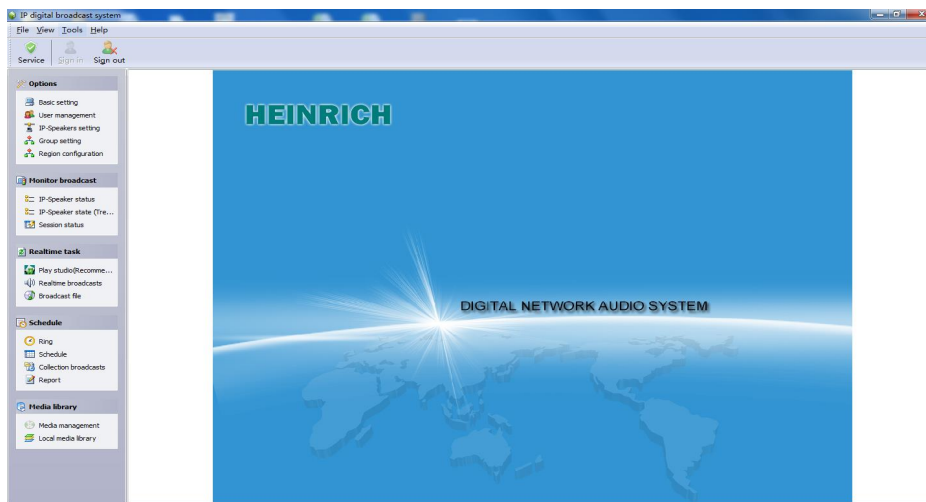 IP digital broadcast system
File View Tools Help
Service Sign in Sign out
Options
Basic setting
User management
IP-Speakers setting
Group setting
Region configuration
Monitor broadcast
IP-Speaker status
IP-Speaker state (Tre...
Session status
Realtime task
Play studio(Recomme...
Realtime broadcasts
Broadcast file
Schedule
Ring
Schedule
Collection broadcasts
Report
Media library
Media management
Local media library
HEINRICH
DIGITAL NETWORK AUDIO SYSTEM